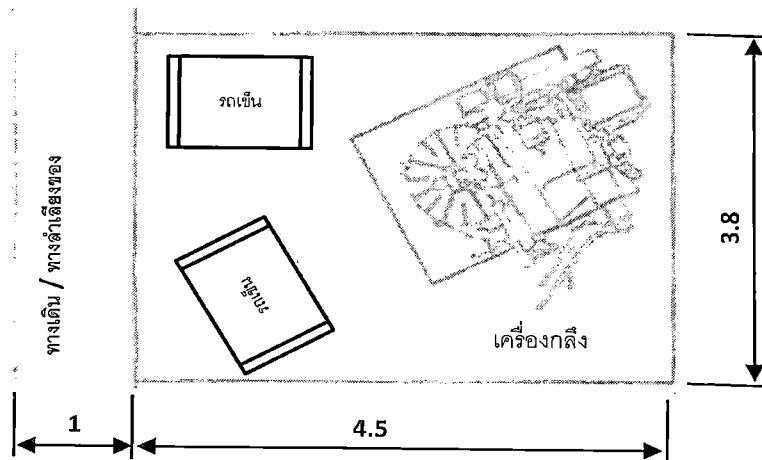 รถเข็น
ทางเดิน / ทางลำเลียงของ
รถเข็น
เครื่องกลึง
3.8
1
4.5